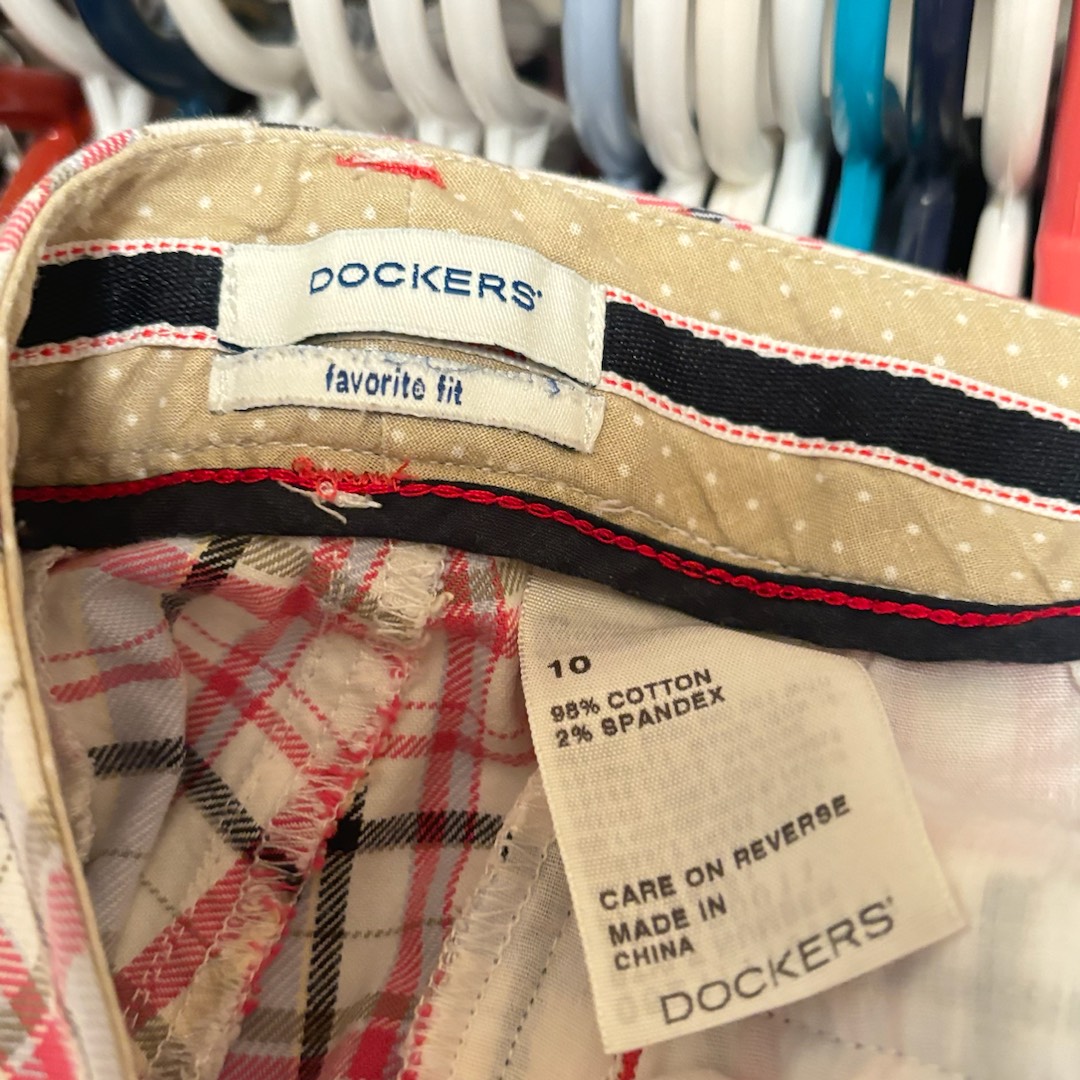 DOCKERS
favorite fit
10
98% COTTON
2% SPANDEX
CARE ON REVERSE
MADE IN
CHINA
DOCKERS